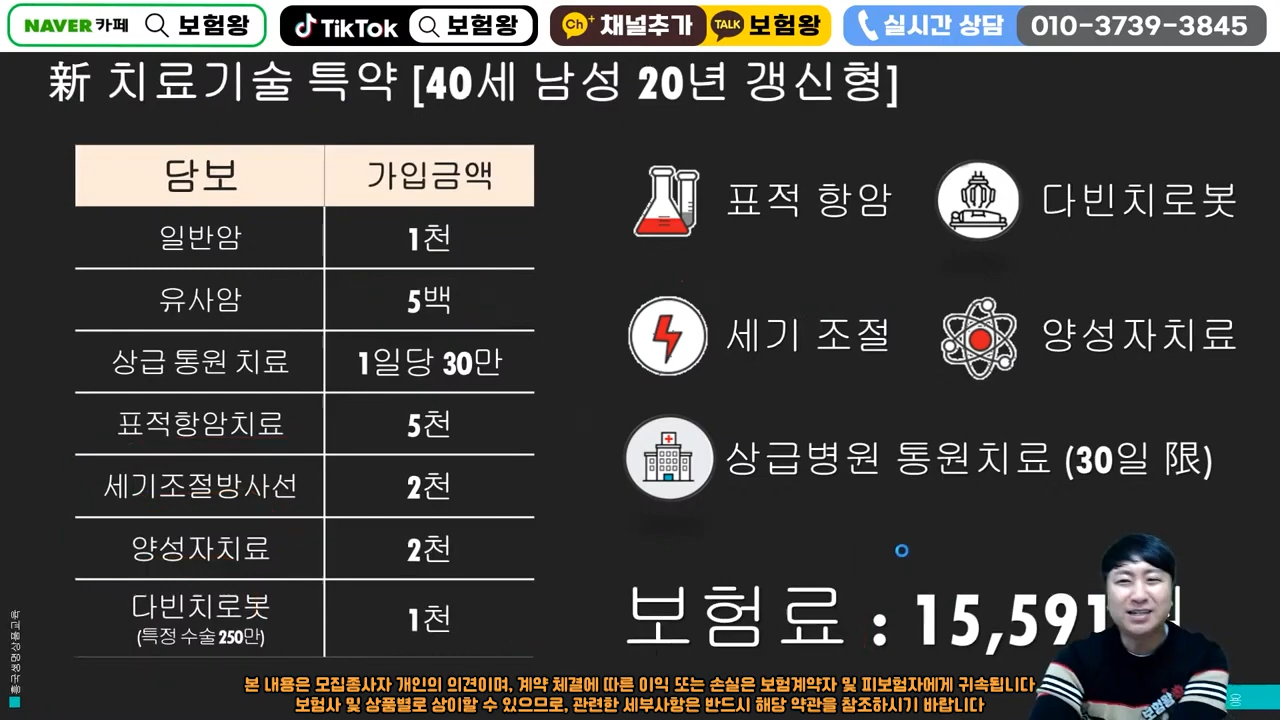 NAVER 카페 보험왕
TikTok 보험왕
Ch+ 채널추가 TALK 보험왕
실시간 상담 010-3739-3845
新 치료기술 특약 [40세 남성 20년 갱신형]
담보 가입금액
일반암 1천
유사암 5백
상급 통원 치료 1일당 30만
표적항암치료 5천
세기조절방사선 2천
양성자치료 2천
다빈치로봇 1천
(특정 수술 250만)
표적 항암 다빈치로봇
세기 조절 양성자치료
상급병원 통원치료 (30일 限)
보험료 : 15,591
흥국생명상품교육
보험왕
본 내용은 모집종사자 개인의 의견이며, 계약 체결에 따른 이익 또는 손실은 보험계약자 및 피보험자에게 귀속됩니다
보험사 및 상품별로 상이할 수 있으므로, 관련한 세부사항은 반드시 해당 약관을 참조하시기 바랍니다